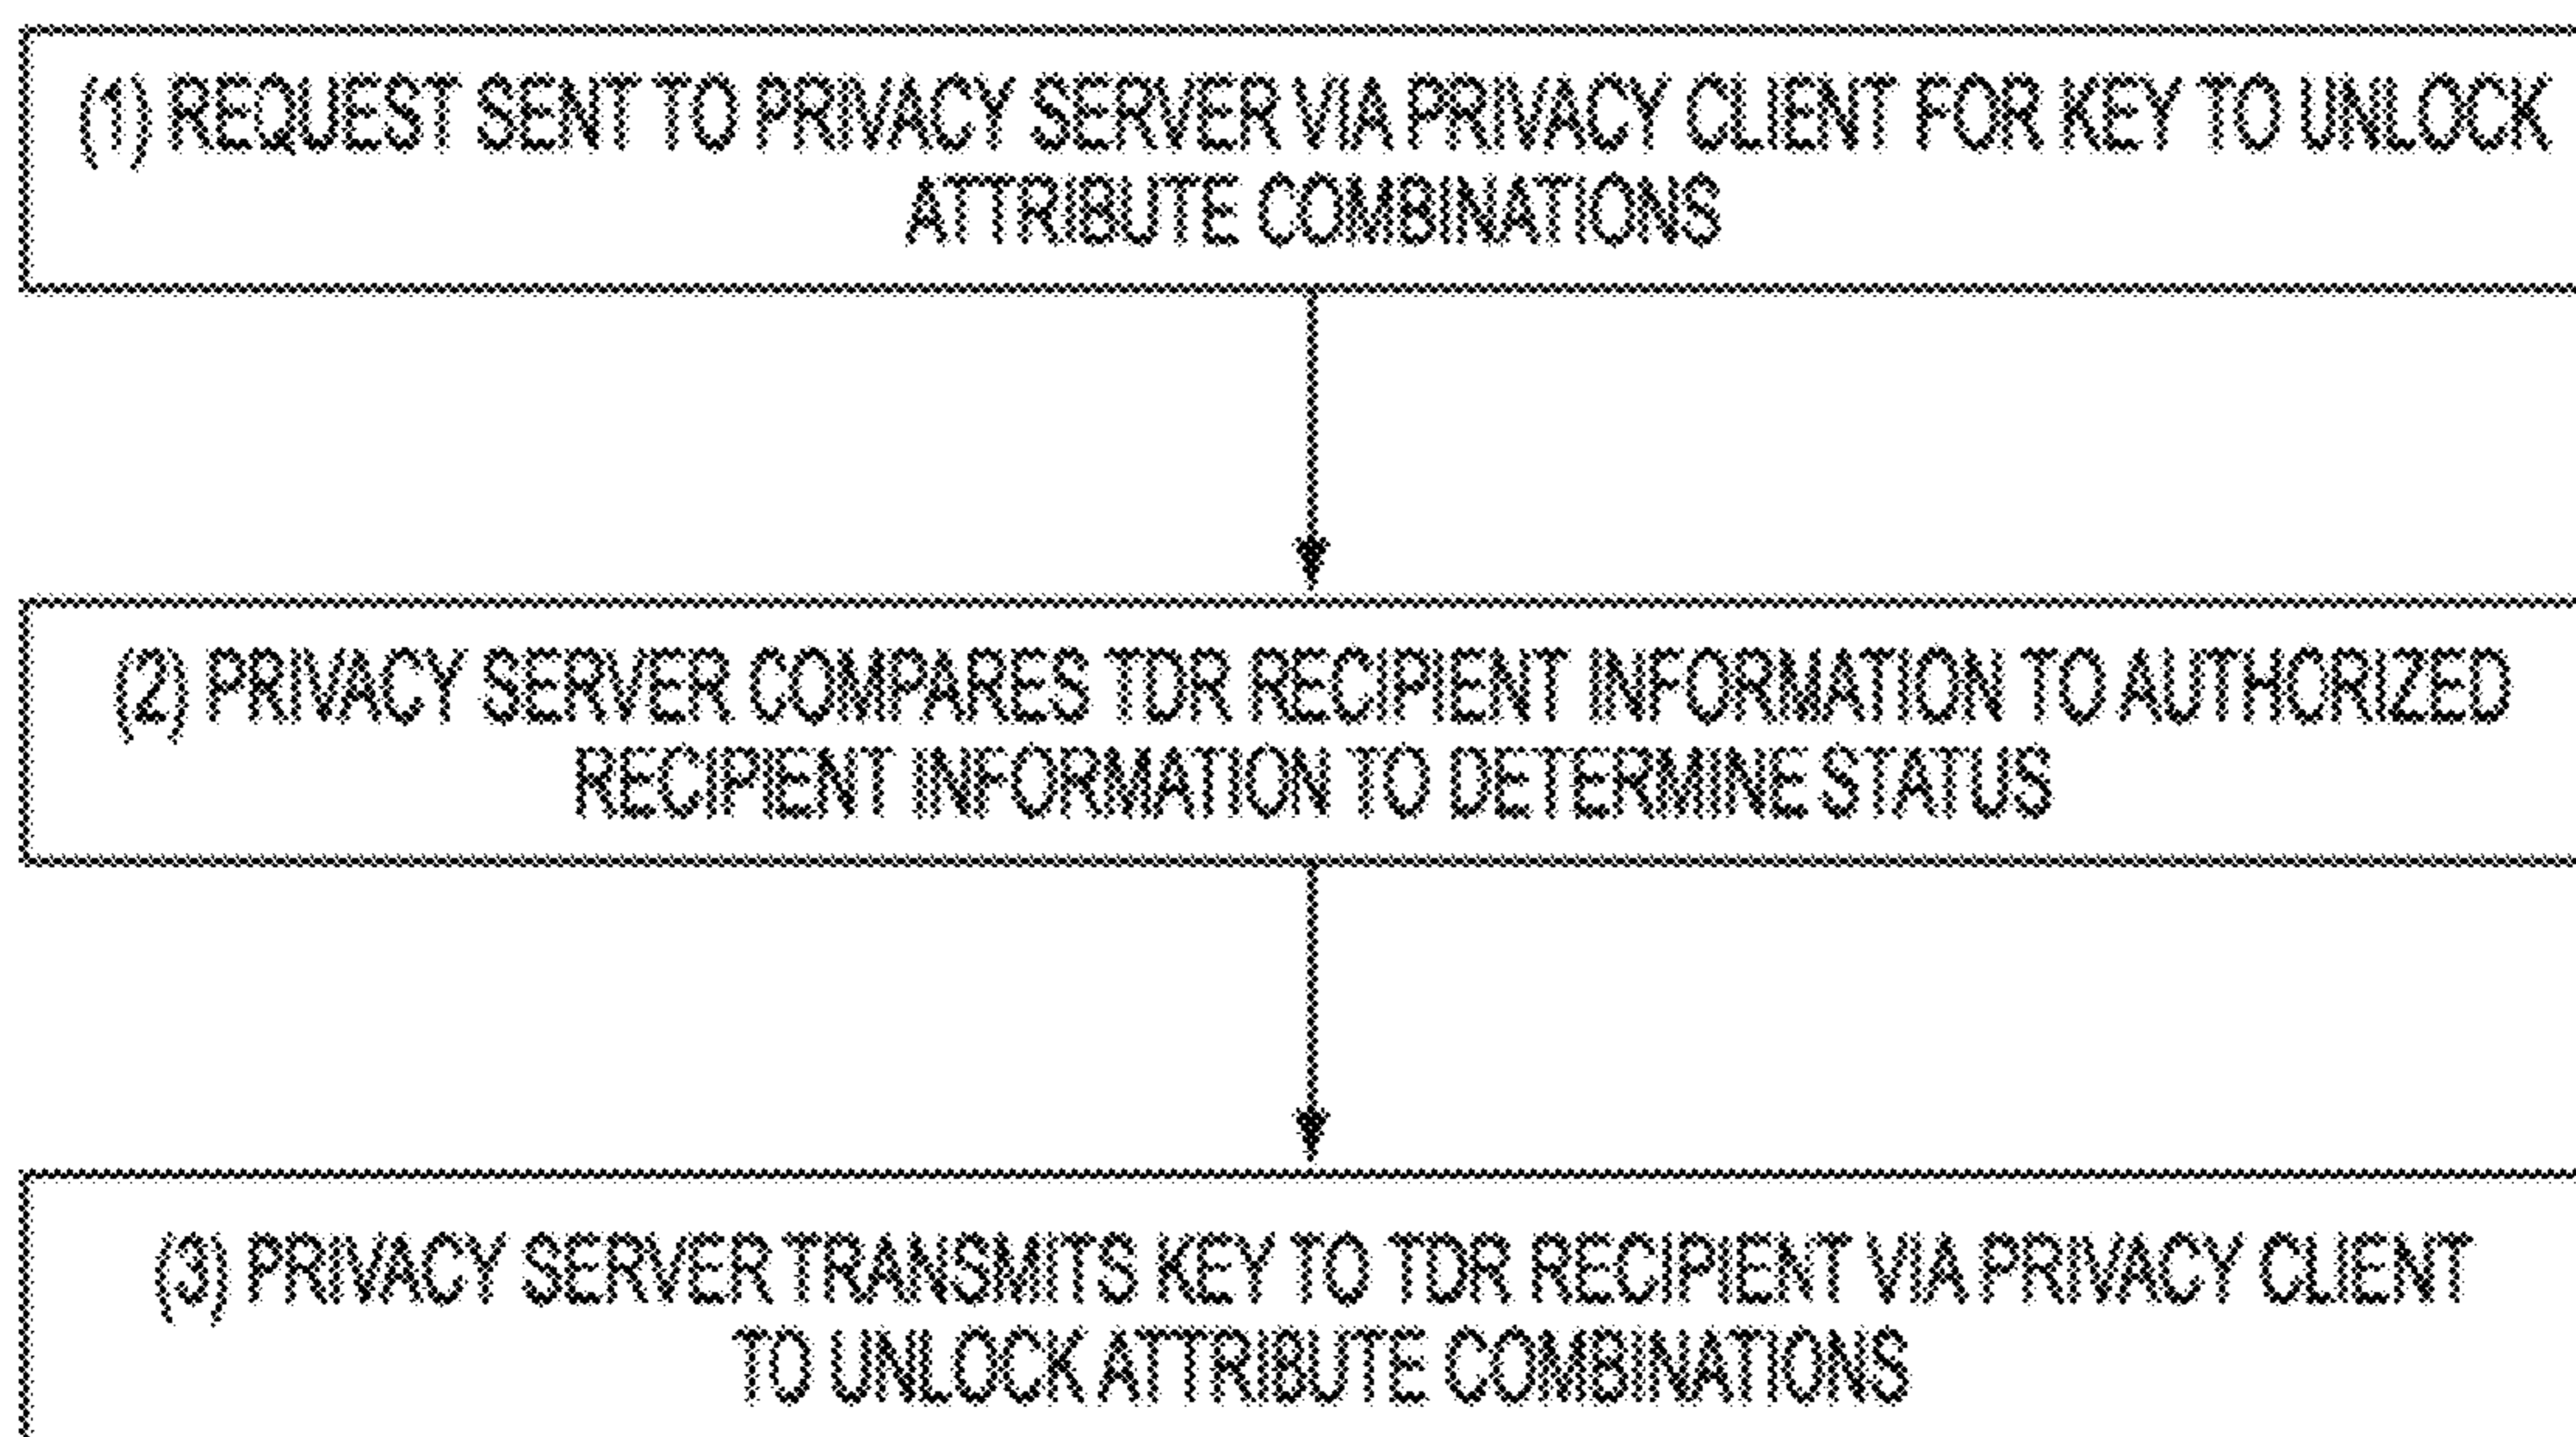 (1) REQUEST SENT TO PRIVACY SERVER VIA PRIVACY CLIENT FOR KEY TO UNLOCK
ATTRIBUTE COMBINATIONS
(2) PRIVACY SERVER COMPARES TDR RECIPIENT INFORMATION TO AUTHORIZED
RECIPIENT INFORMATION TO DETERMINE STATUS
(3) PRIVACY SERVER TRANSMITS KEY TO TDR RECIPIENT VIA PRIVACY CLIENT
TO UNLOCK ATTRIBUTE COMBINATIONS